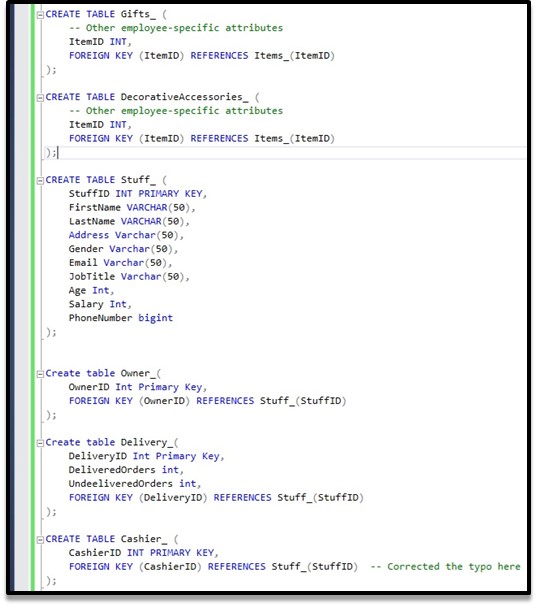 CREATE TABLE Gifts_ (
-- Other employee-specific attributes
ItemID INT,
FOREIGN KEY (ItemID) REFERENCES Items_(ItemID)
);
CREATE TABLE DecorativeAccessories_ (
-- Other employee-specific attributes
ItemID INT,
FOREIGN KEY (ItemID) REFERENCES Items_(ItemID)
);
CREATE TABLE Stuff_ (
StuffID INT PRIMARY KEY,
FirstName VARCHAR(50),
LastName VARCHAR(50),
Address Varchar(50),
Gender Varchar(50),
Email Varchar(50),
JobTitle Varchar(50),
Age Int,
Salary Int,
PhoneNumber bigint
);
Create table Owner_(
OwnerID Int Primary Key,
FOREIGN KEY (OwnerID) REFERENCES Stuff_(StuffID)
);
Create table Delivery_(
DeliveryID Int Primary Key,
DeliveredOrders int,
UndeeliveredOrders int,
FOREIGN KEY (DeliveryID) REFERENCES Stuff_(StuffID)
);
CREATE TABLE Cashier_ (
CashierID INT PRIMARY KEY,
FOREIGN KEY (CashierID) REFERENCES Stuff_(StuffID) -- Corrected the typo here
);